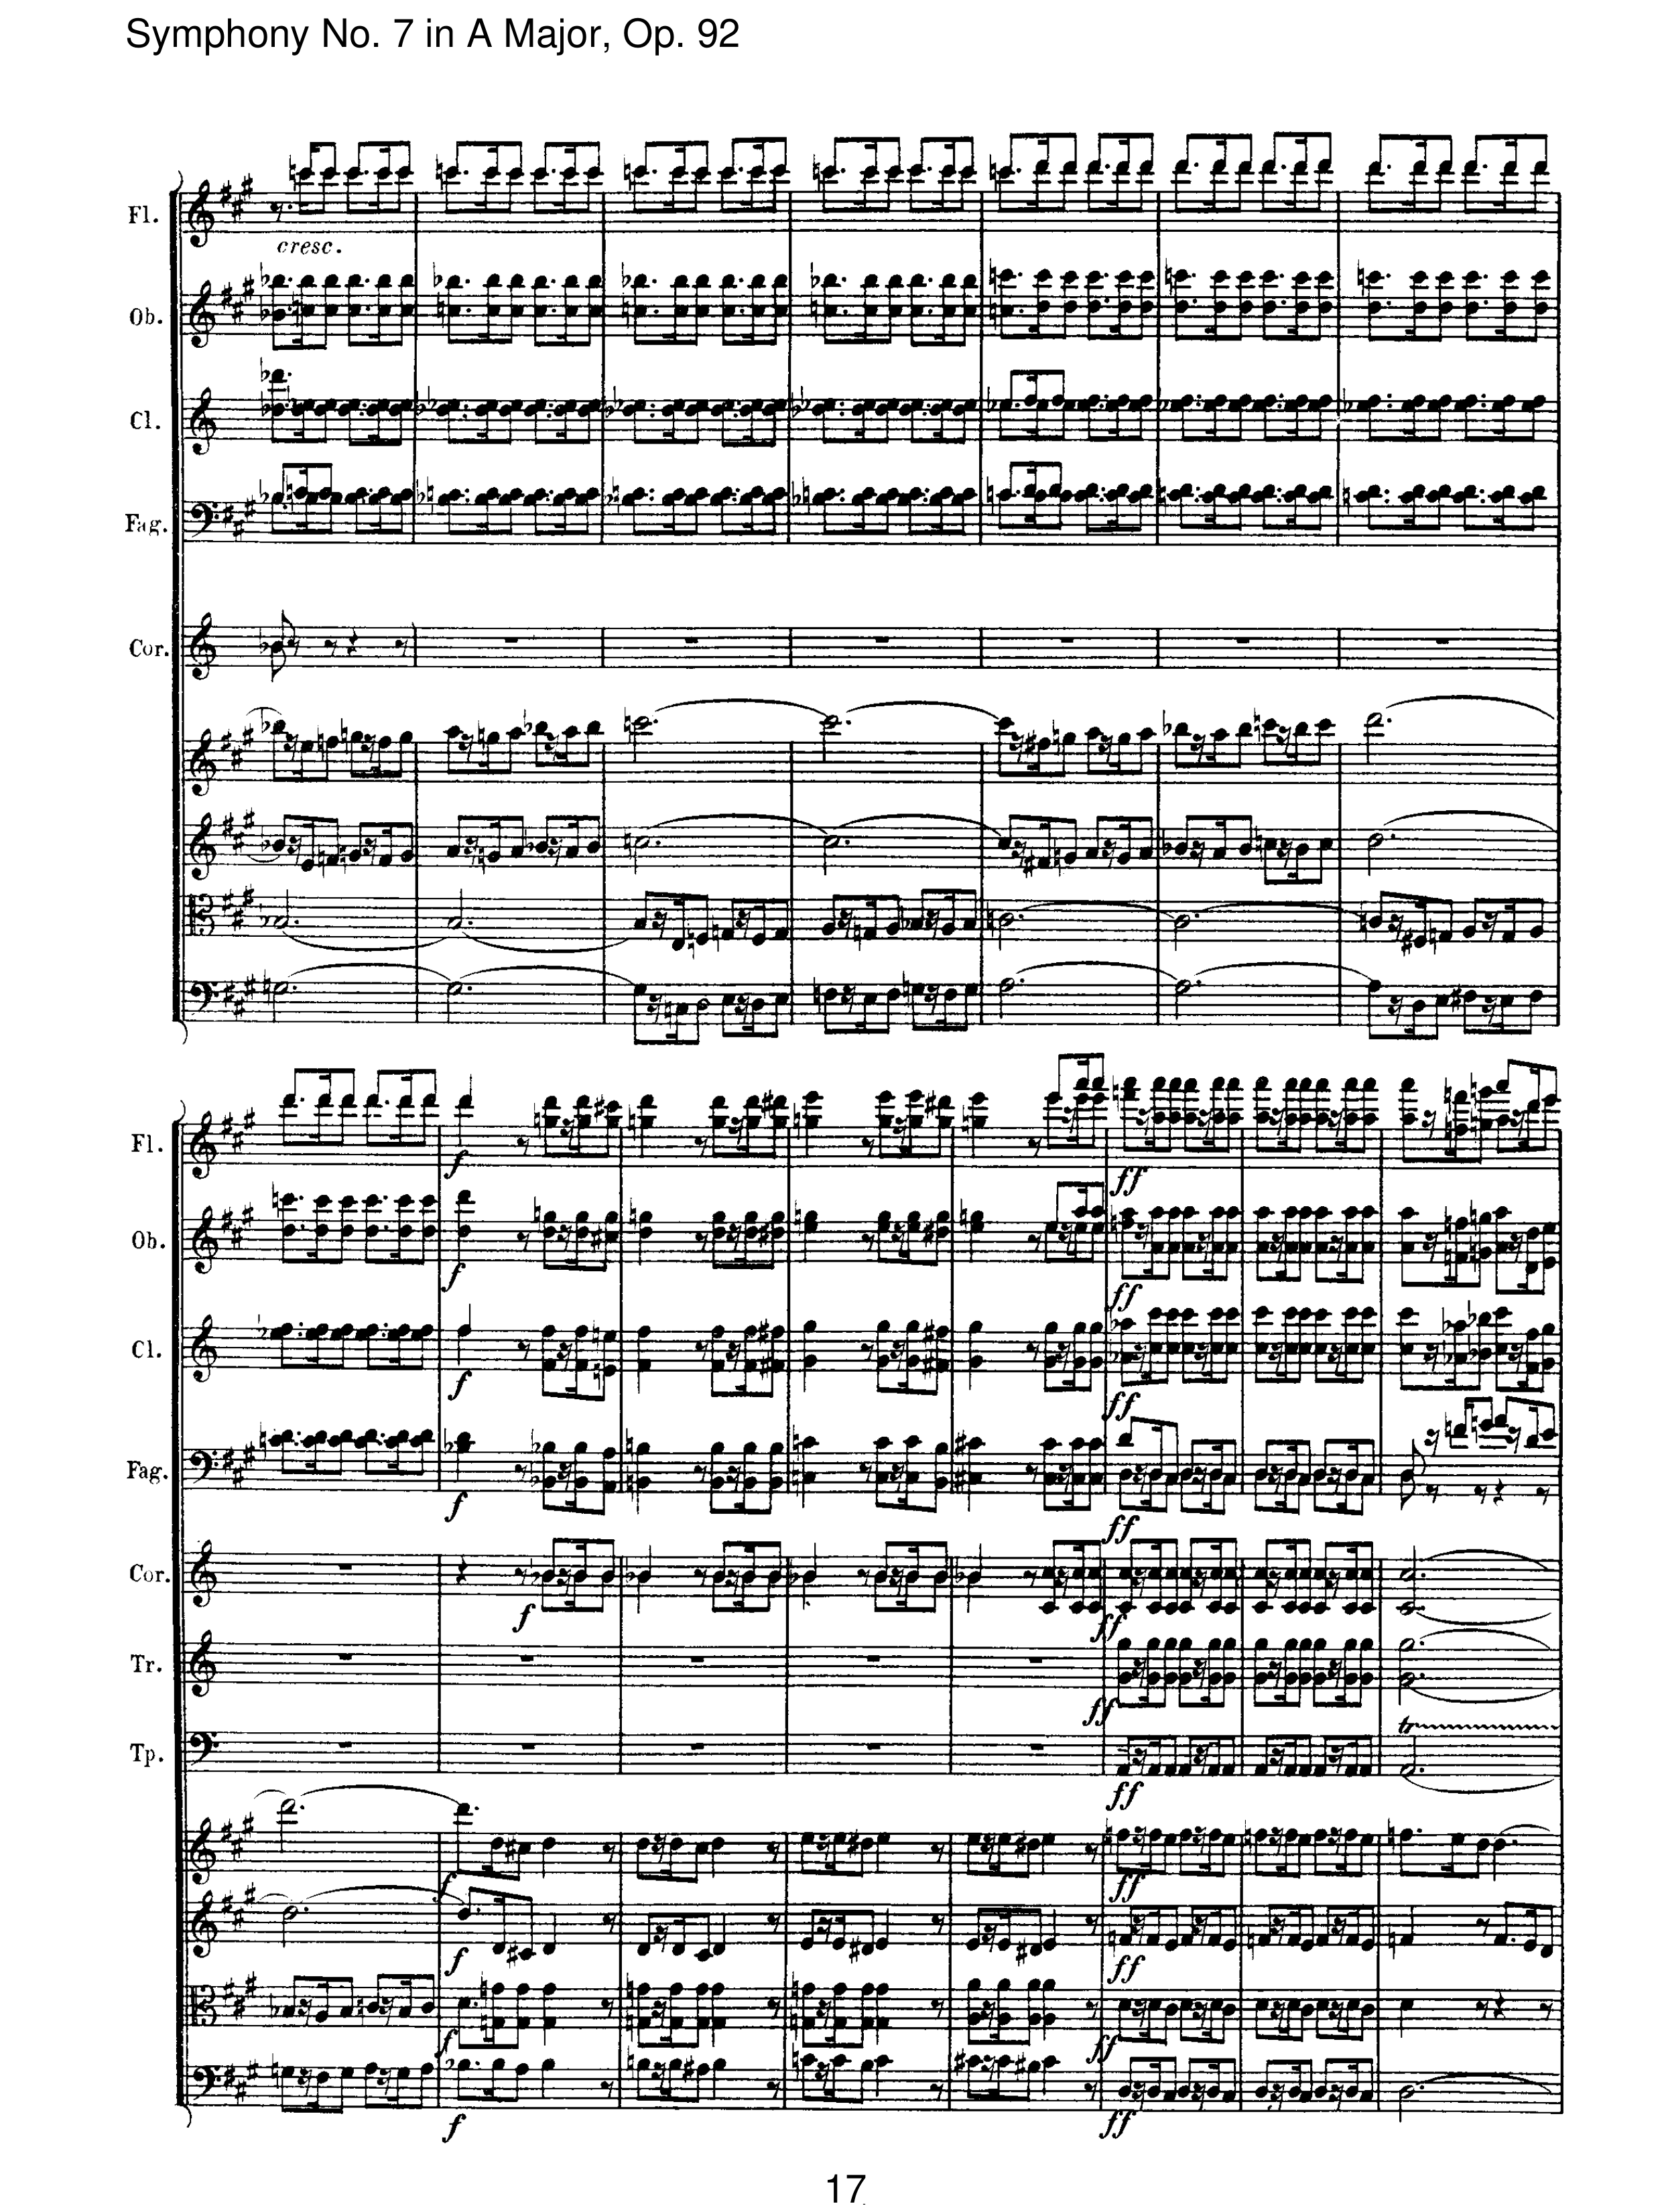 Symphony No. 7 in A Major, Op. 92
Fl.
cresc.
Ob.
Cl.
Fag.
Cor.
Fl.
f
ff
Ob.
f
ff
Cl.
f
ff
Fag.
f
ff
Cor.
f
ff
Tr.
ff
Tp.
tr
ff
f
ff
f
ff
f
ff
f
ff
17